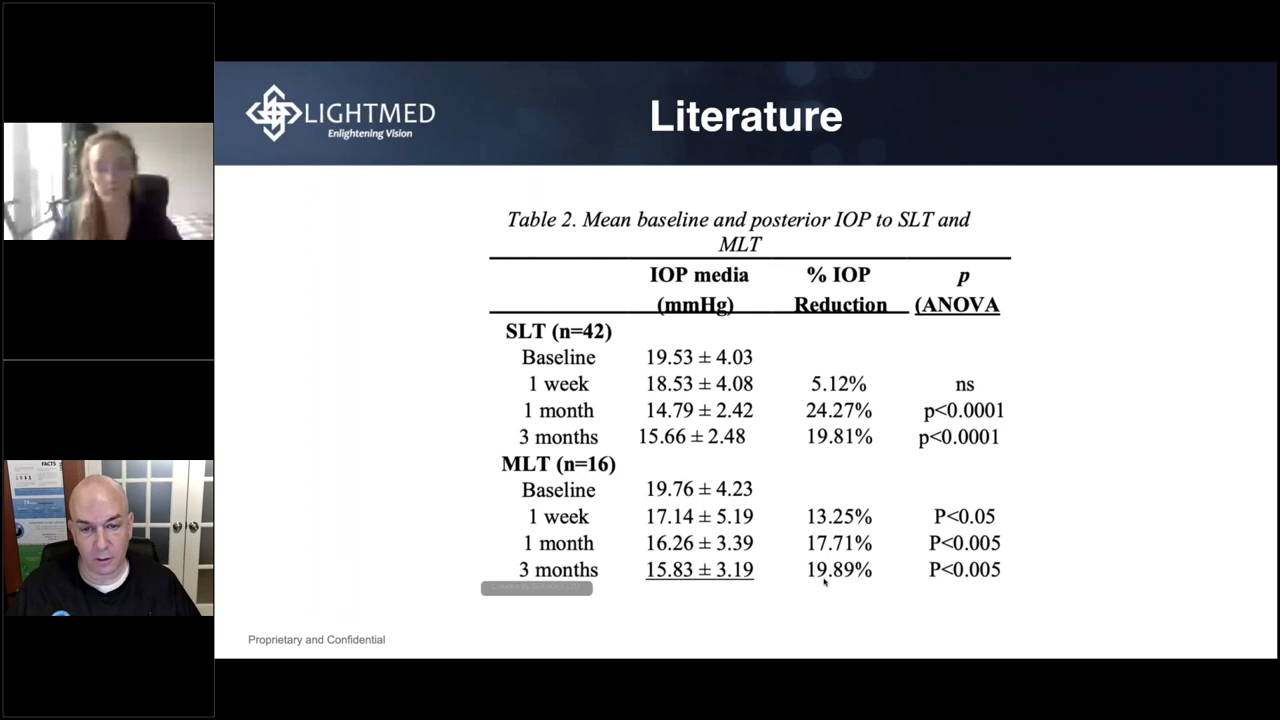 LIGHTMED
Enlightening Vision
Literature
Table 2. Mean baseline and posterior IOP to SLT and
MLT
IOP media % IOP p
(mmHg) Reduction (ANOVA
SLT (n=42)
Baseline 19.53 ± 4.03
1 week 18.53 ± 4.08 5.12% ns
1 month 14.79 ± 2.42 24.27% p<0.0001
3 months 15.66 ± 2.48 19.81% p<0.0001
MLT (n=16)
Baseline 19.76 ± 4.23
1 week 17.14 ± 5.19 13.25% P<0.05
1 month 16.26 ± 3.39 17.71% P<0.005
3 months 15.83 ± 3.19 19.89% P<0.005
Proprietary and Confidential
FACTS